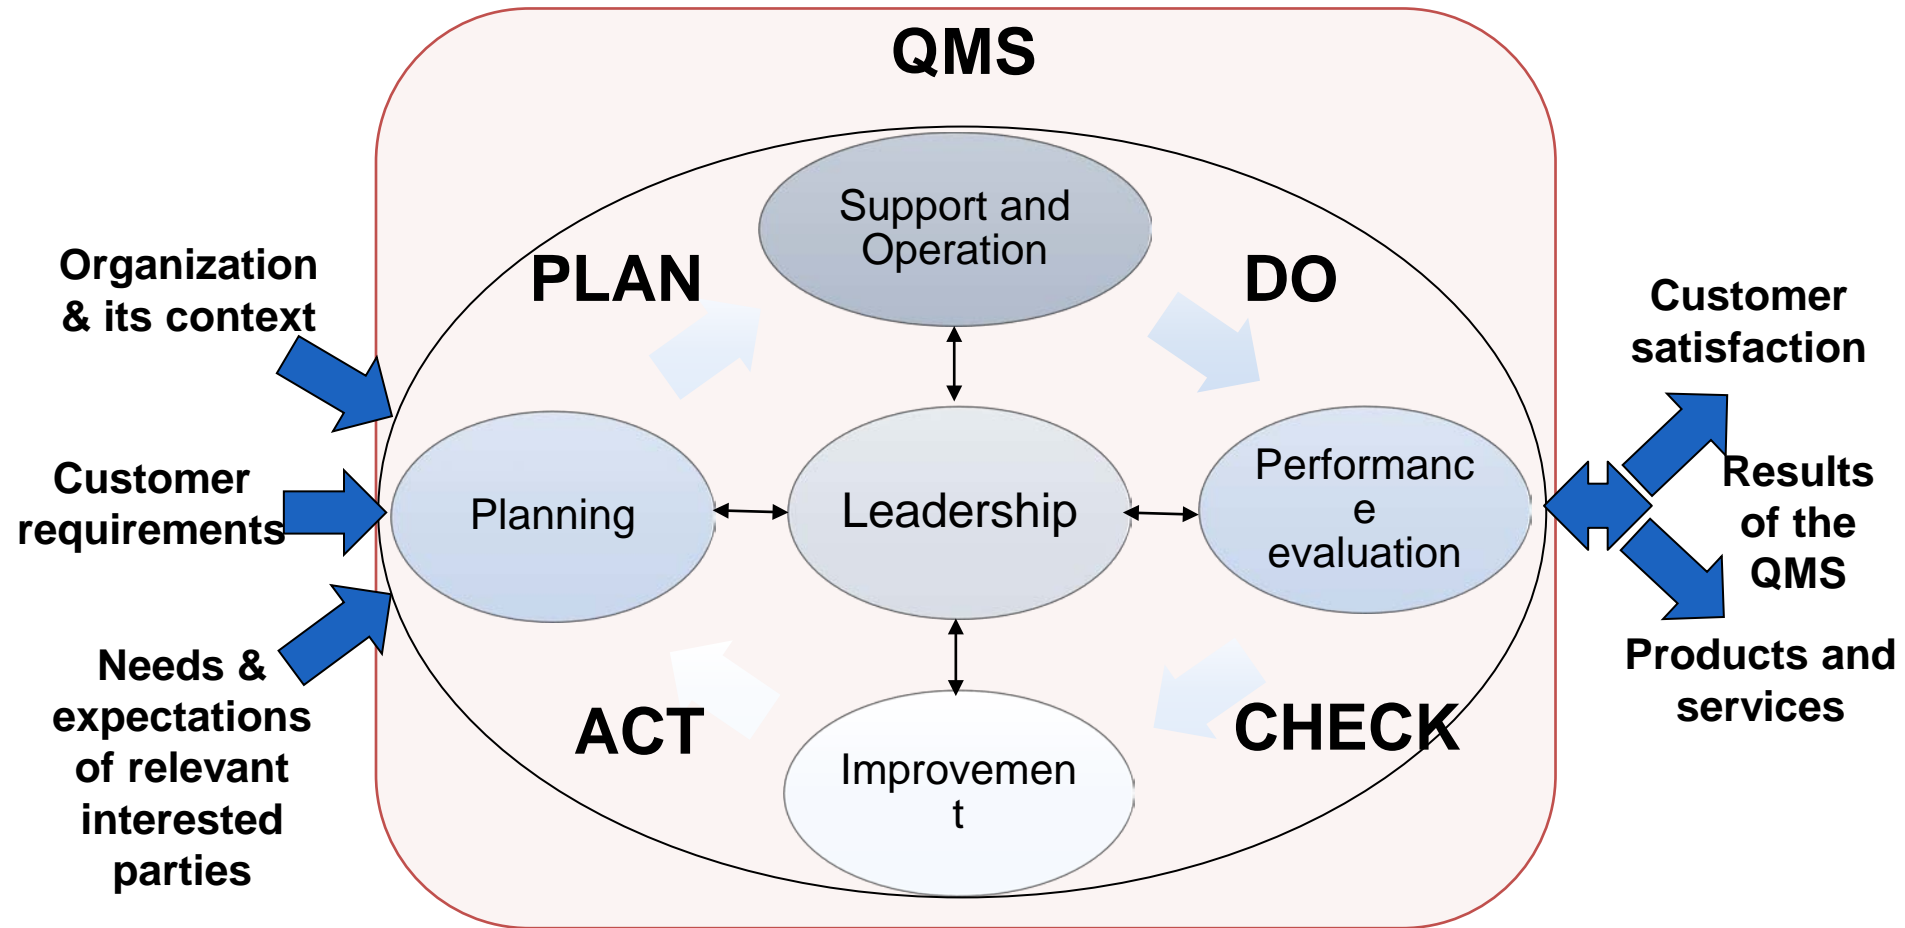 QMS
Support and
Operation
PLAN
DO
Organization
& its context
Customer
satisfaction
Customer
requirements
Planning
Leadership
Performanc
e
evaluation
Results
of the
QMS
Needs &
expectations
of relevant
interested
parties
ACT
CHECK
Improvemen
t
Products and
services